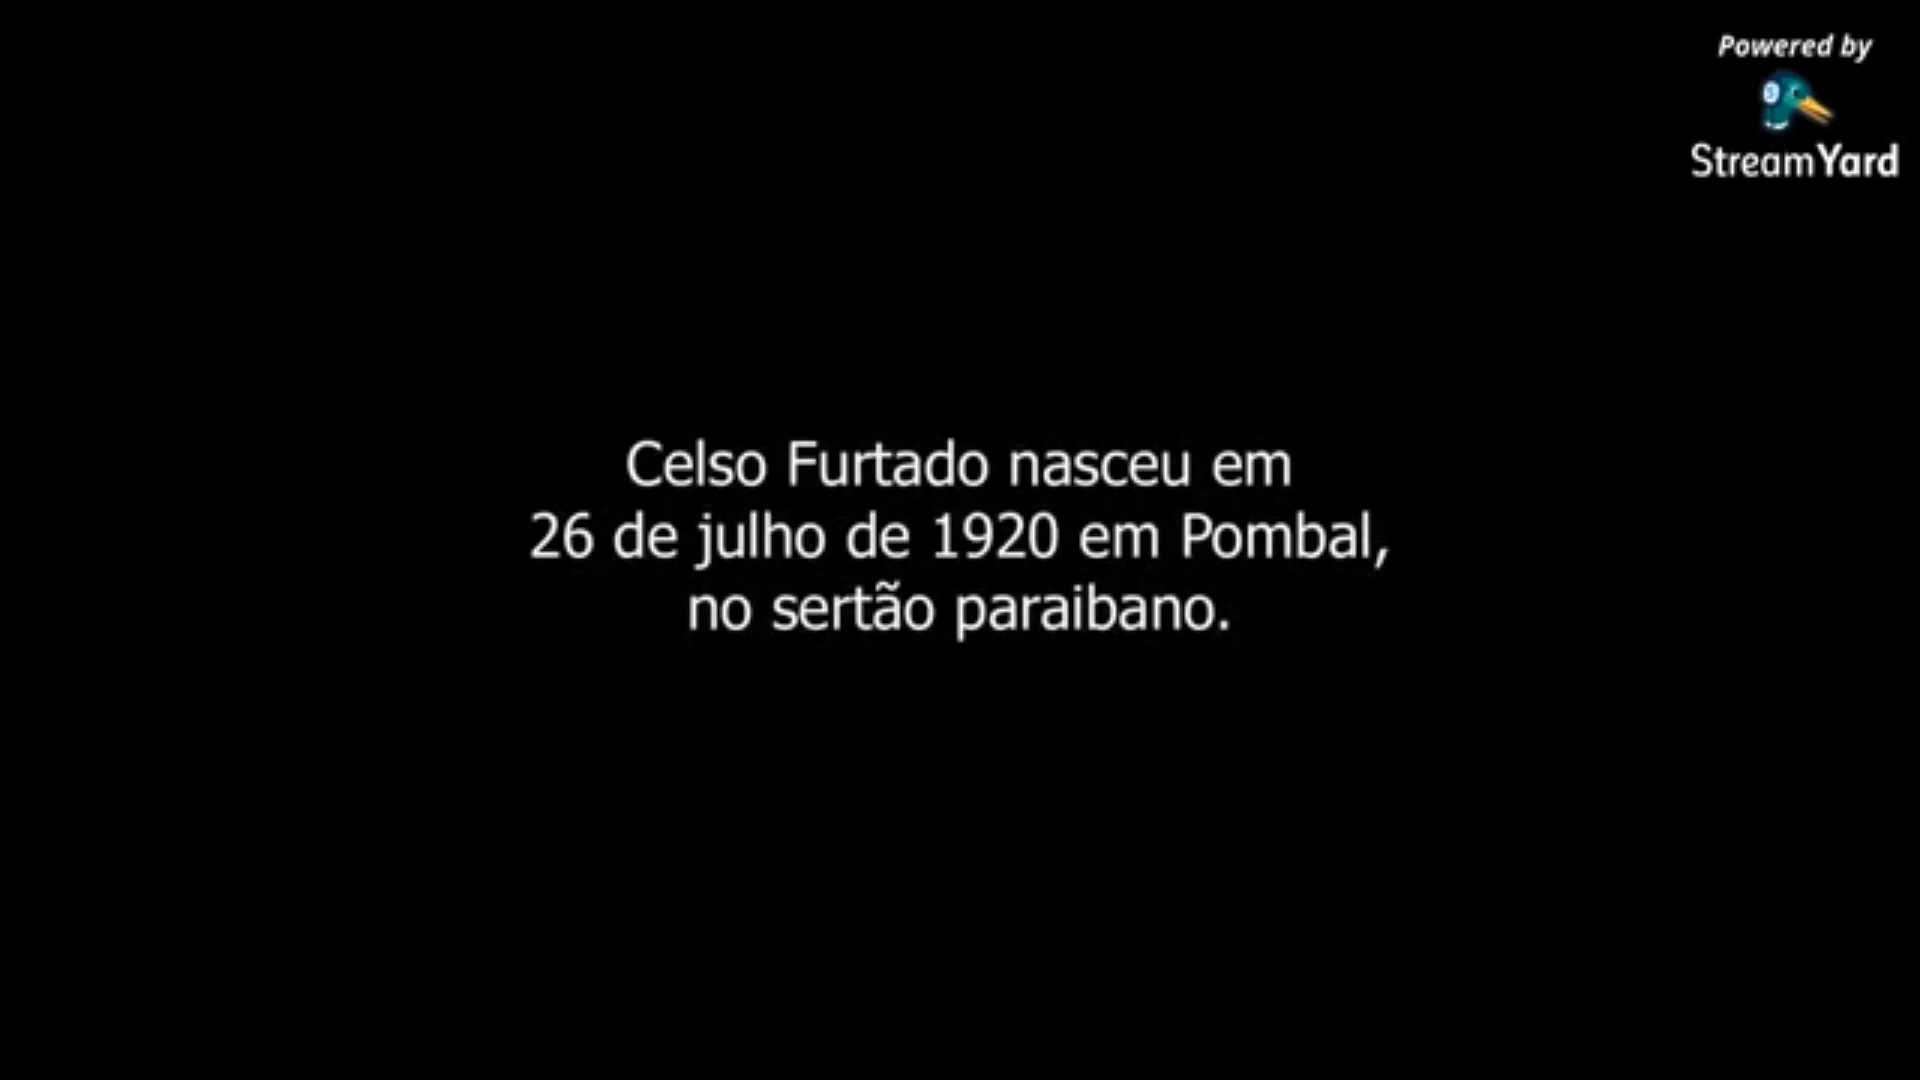 Powered by
StreamYard
Celso Furtado nasceu em
26 de julho de 1920 em Pombal,
no sertão paraibano.